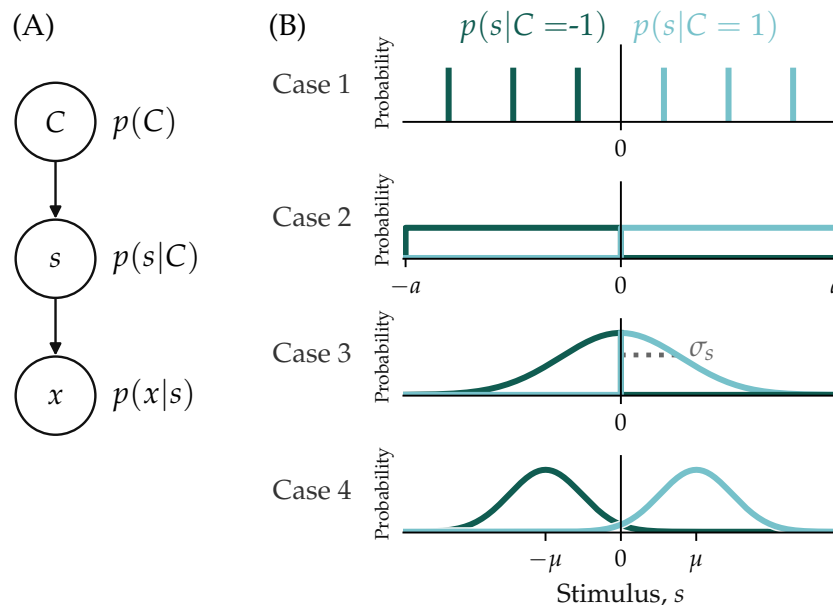 (A)
C
p(C)
s
p(s|C)
x
p(x|s)
(B)
p(s|C =-1) p(s|C = 1)
Case 1
Probability
0
Case 2
Probability
−a 0
Case 3
Probability
σs
0
Case 4
Probability
−μ 0 μ
Stimulus, s